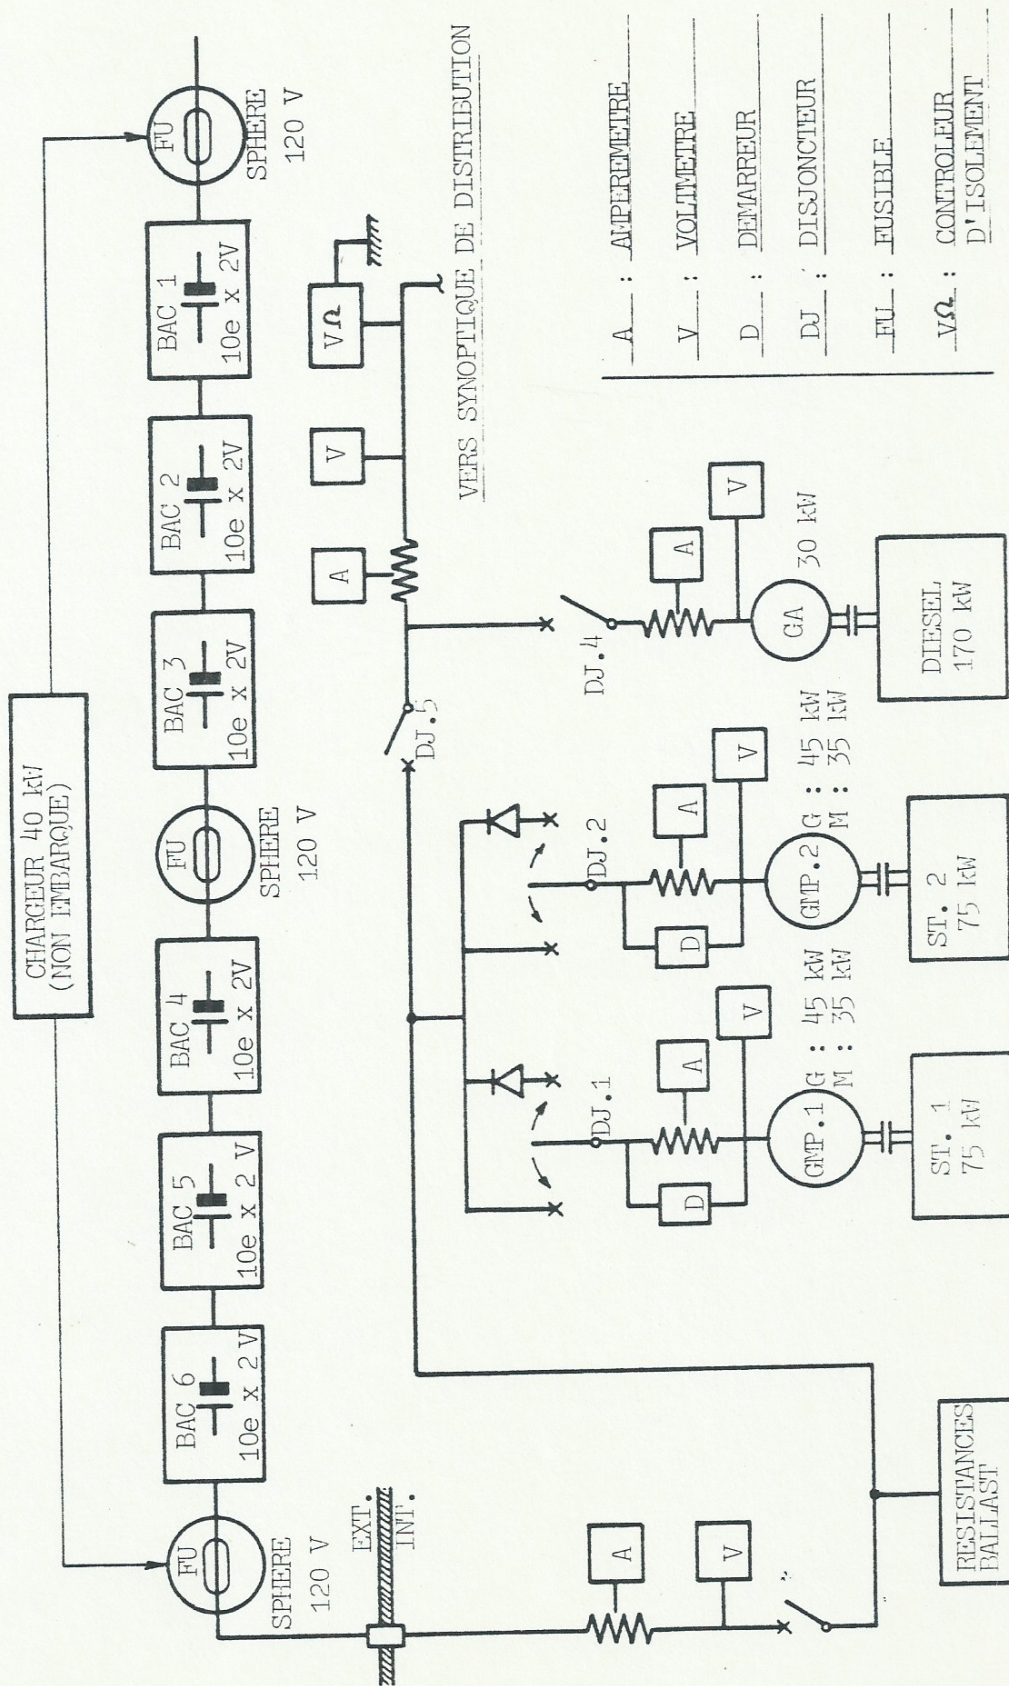 CHARGEUR 40 kW
(NON EMBARQUE)
FU
SPHERE
120 V
BAC 6
10e x 2 V
BAC 5
10e x 2 V
BAC 4
10e x 2V
FU
SPHERE
120 V
BAC 3
10e x 2V
BAC 2
10e x 2V
BAC 1
10e x 2V
FU
SPHERE
120 V
EXT.
INT.
A
V
RESISTANCES
BALLAST
DJ.5
A
V
VΩ
VERS SYNOPTIQUE DE DISTRIBUTION
DJ.1
D
A
V
GMP.1
G : 45 kW
M : 35 kW
ST. 1
75 kW
DJ.2
D
A
V
GMP.2
G : 45 kW
M : 35 kW
ST. 2
75 kW
DJ.4
A
V
GA
30 kW
DIESEL
170 kW
A : AMPEREMETRE
V : VOLTMETRE
D : DEMARREUR
DJ : DISJONCTEUR
FU : FUSIBLE
VΩ : CONTROLEUR
D'ISOLEMENT